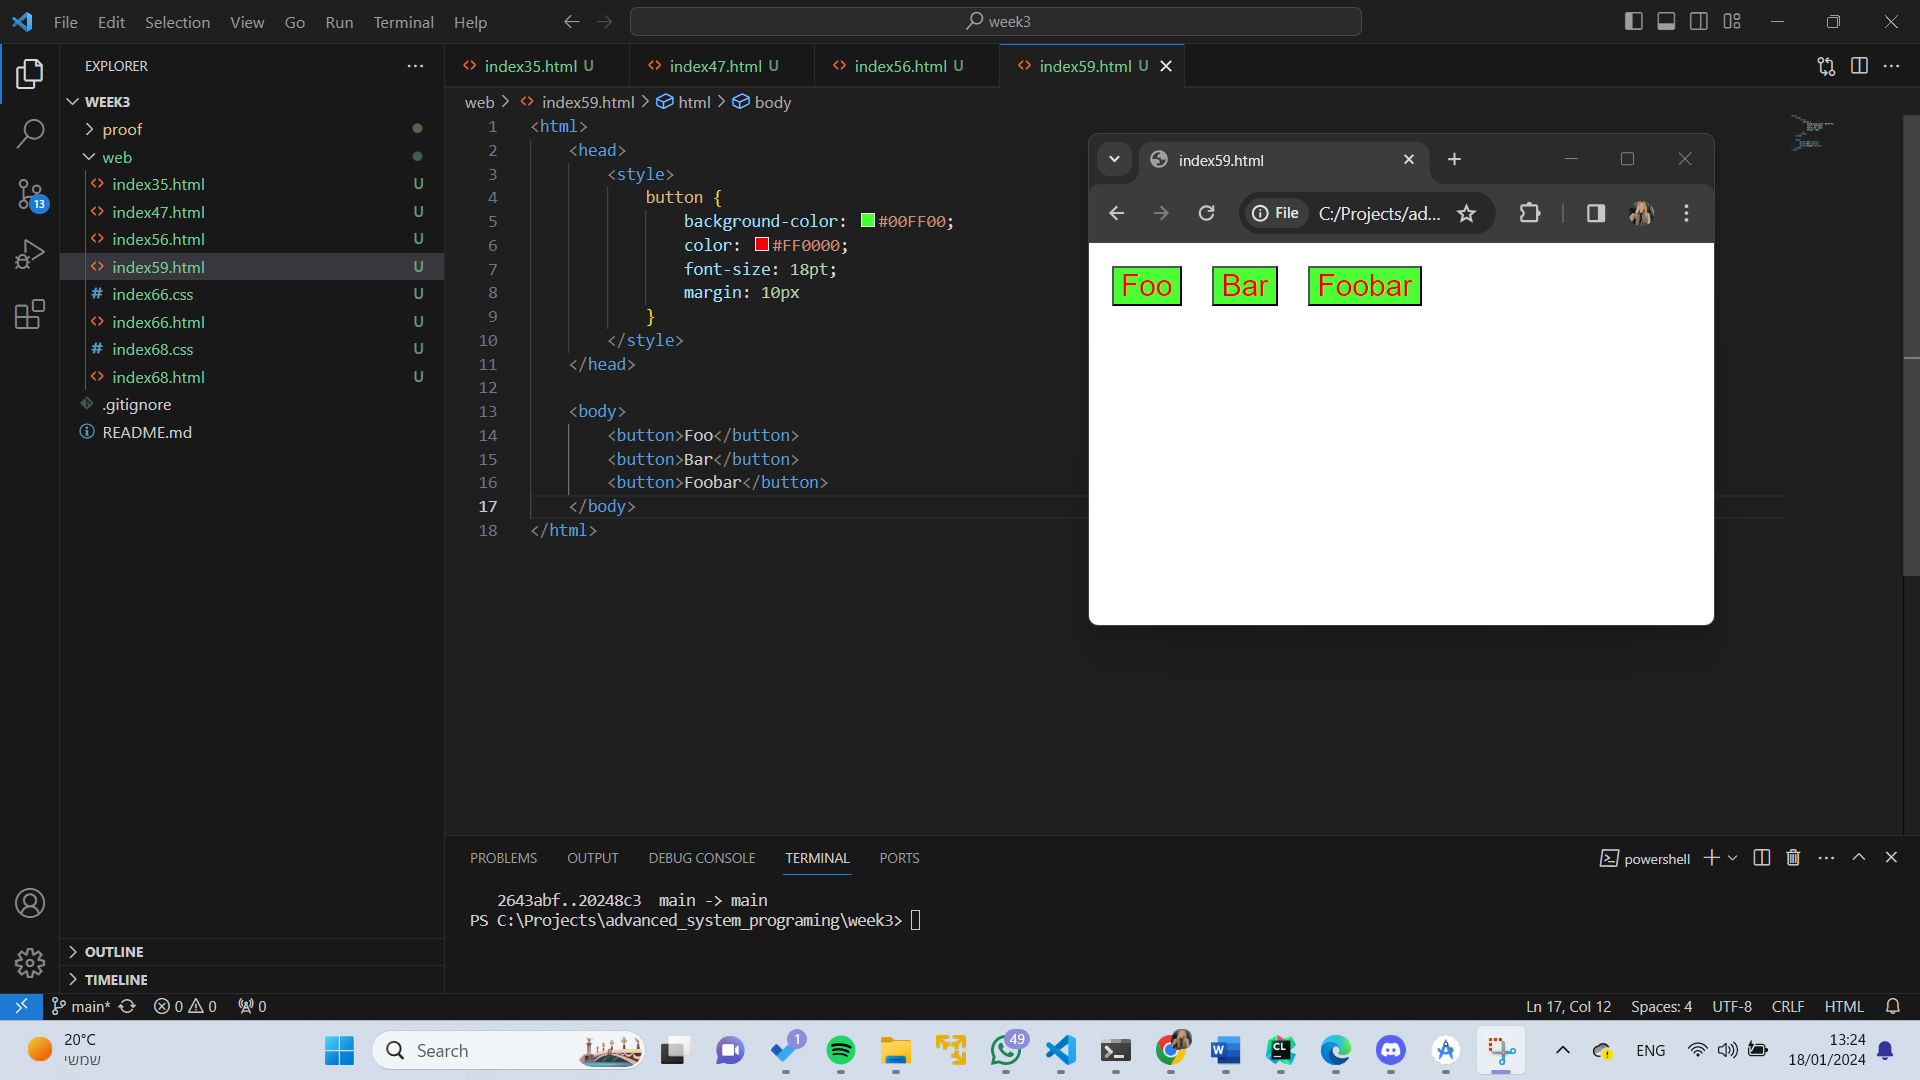 File Edit Selection View Go Run Terminal Help
week3
EXPLORER
WEEK3
proof
web
index35.html U
index47.html U
index56.html U
index59.html U
index66.css U
index66.html U
index68.css U
index68.html U
.gitignore
README.md
OUTLINE
TIMELINE
13
index35.html U index47.html U index56.html U index59.html U
web > index59.html > html > body
1 <html>
2 <head>
3 <style>
4 button {
5 background-color: #00FF00;
6 color: #FF0000;
7 font-size: 18pt;
8 margin: 10px
9 }
10 </style>
11 </head>
12
13 <body>
14 <button>Foo</button>
15 <button>Bar</button>
16 <button>Foobar</button>
17 </body>
18 </html>
index59.html
File C:/Projects/ad...
Foo Bar Foobar
PROBLEMS OUTPUT DEBUG CONSOLE TERMINAL PORTS
powershell
2643abf..20248c3 main -> main
PS C:\Projects\advanced_system_programing\week3>
main* 0 0 0
Ln 17, Col 12 Spaces: 4 UTF-8 CRLF HTML
20°C
שמשי
Search
1
49
W
CL
ENG
13:24
18/01/2024